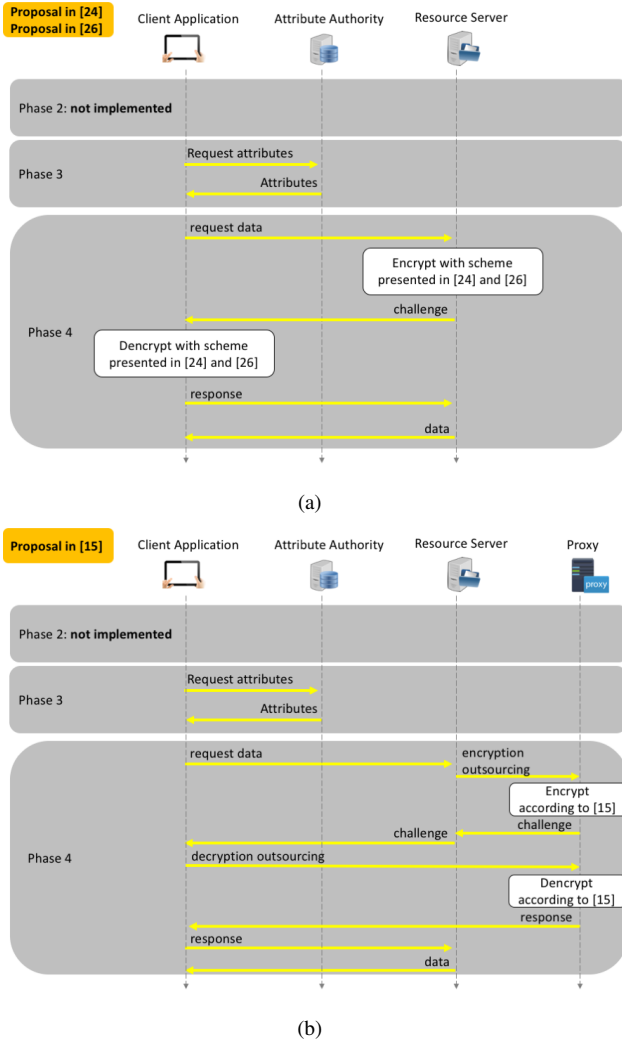 Proposal in [24]
Proposal in [26]
Client Application
Attribute Authority
Resource Server
Phase 2: not implemented
Phase 3
Request attributes
Attributes
Phase 4
request data
Encrypt with scheme
presented in [24] and [26]
challenge
Dencrypt with scheme
presented in [24] and [26]
response
data
(a)
Proposal in [15]
Client Application
Attribute Authority
Resource Server
Proxy
proxy
Phase 2: not implemented
Phase 3
Request attributes
Attributes
Phase 4
request data
encryption
outsourcing
Encrypt
according to [15]
challenge
challenge
decryption outsourcing
Dencrypt
according to [15]
response
response
data
(b)